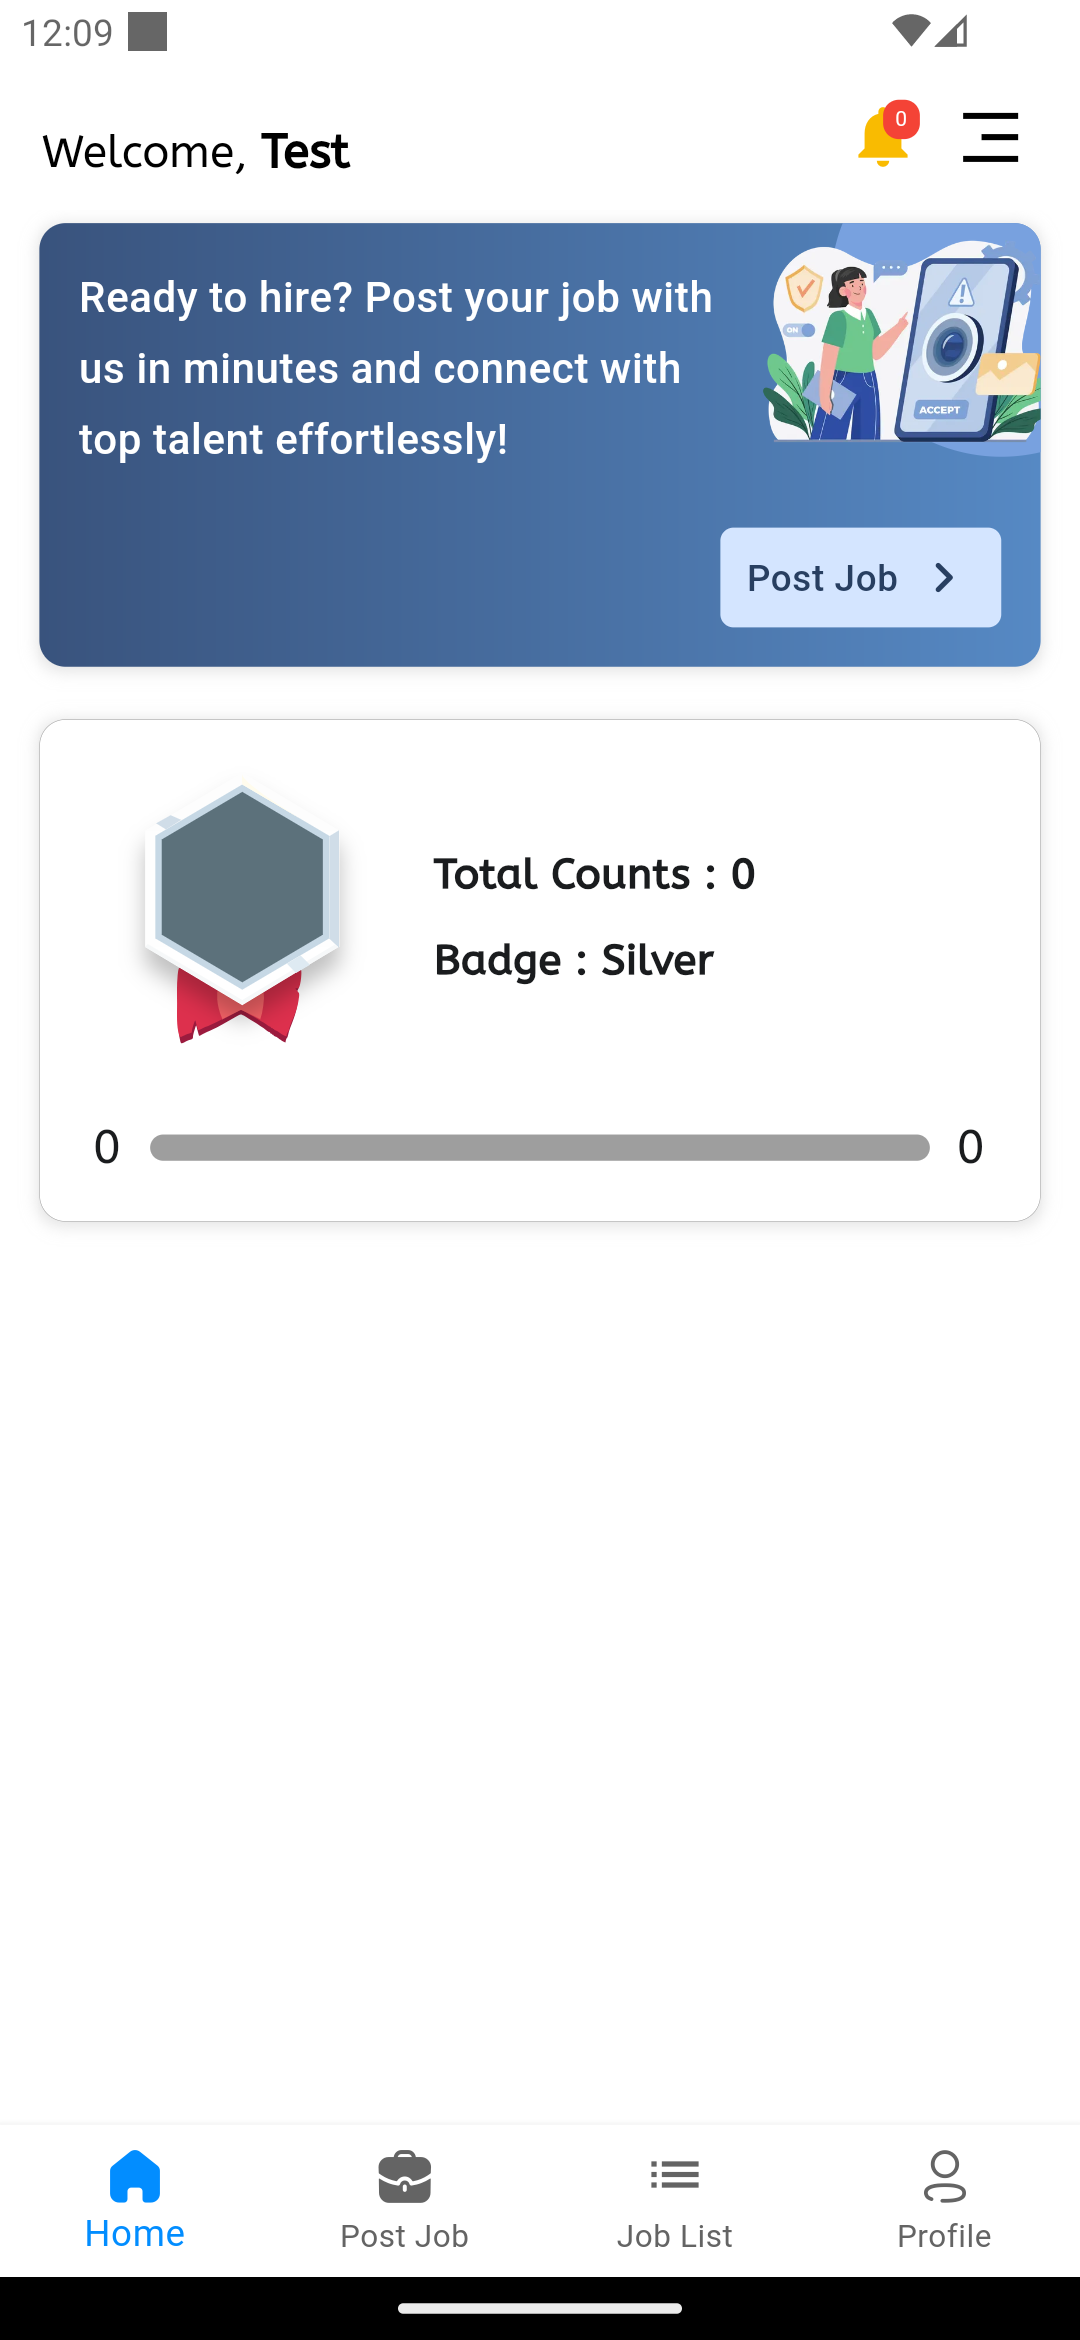 12:09
Welcome, Test
0
Ready to hire? Post your job with
us in minutes and connect with
top talent effortlessly!
ON
ACCEPT
Post Job
Total Counts : 0
Badge : Silver
0 0
Home
Post Job
Job List
Profile